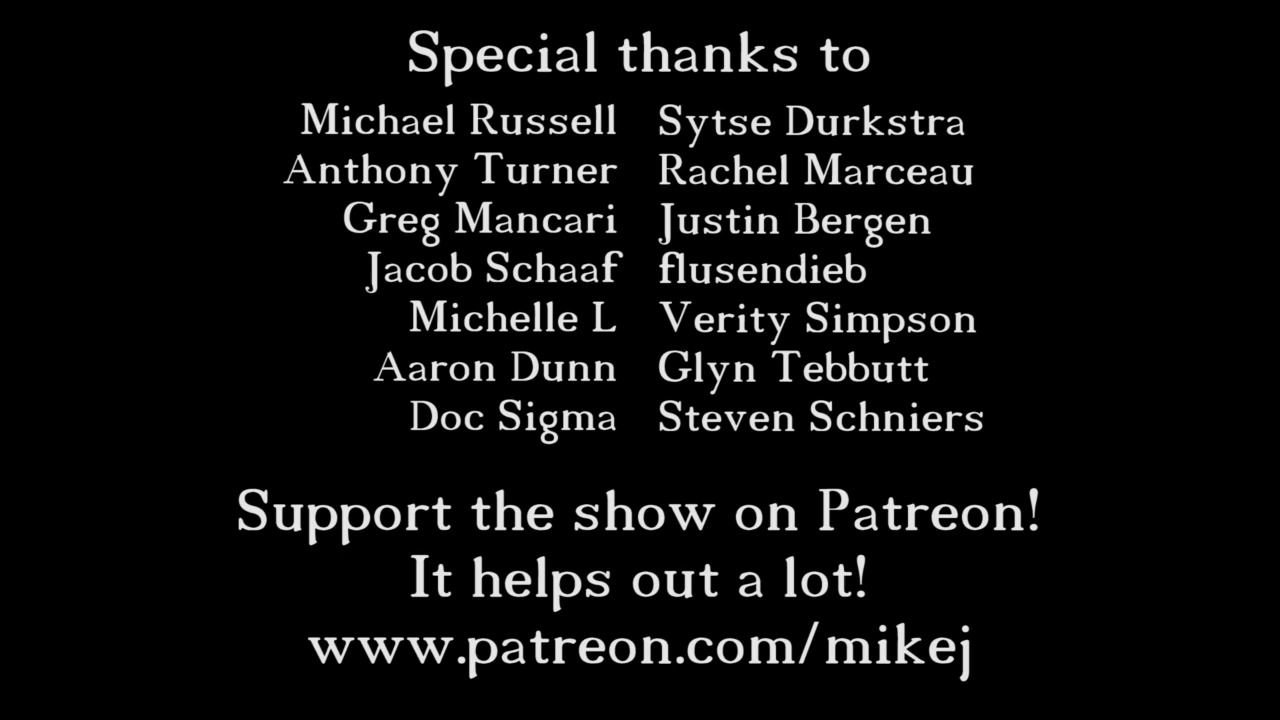 Special thanks to
Michael Russell Sytse Durkstra
Anthony Turner Rachel Marceau
Greg Mancari Justin Bergen
Jacob Schaaf flusendieb
Michelle L Verity Simpson
Aaron Dunn Glyn Tebbutt
Doc Sigma Steven Schniers
Support the show on Patreon!
It helps out a lot!
www.patreon.com/mikej